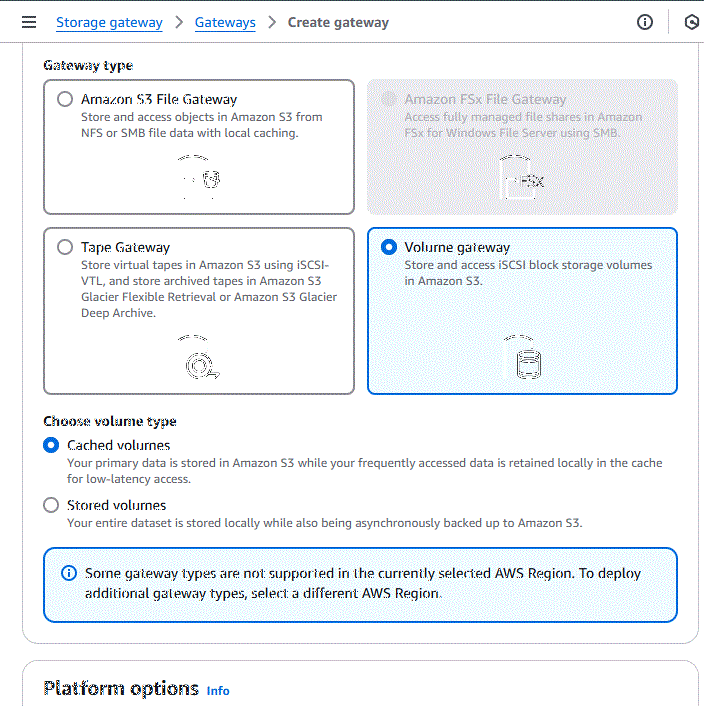 Storage gateway > Gateways > Create gateway
Gateway type
Amazon S3 File Gateway
Store and access objects in Amazon S3 from
NFS or SMB file data with local caching.
Amazon FSx File Gateway
Access fully managed file shares in Amazon
FSx for Windows File Server using SMB.
FSx
Tape Gateway
Store virtual tapes in Amazon S3 using iSCSI-
VTL, and store archived tapes in Amazon S3
Glacier Flexible Retrieval or Amazon S3 Glacier
Deep Archive.
Volume gateway
Store and access iSCSI block storage volumes
in Amazon S3.
Choose volume type
Cached volumes
Your primary data is stored in Amazon S3 while your frequently accessed data is retained locally in the cache
for low-latency access.
Stored volumes
Your entire dataset is stored locally while also being asynchronously backed up to Amazon S3.
Some gateway types are not supported in the currently selected AWS Region. To deploy
additional gateway types, select a different AWS Region.
Platform options Info